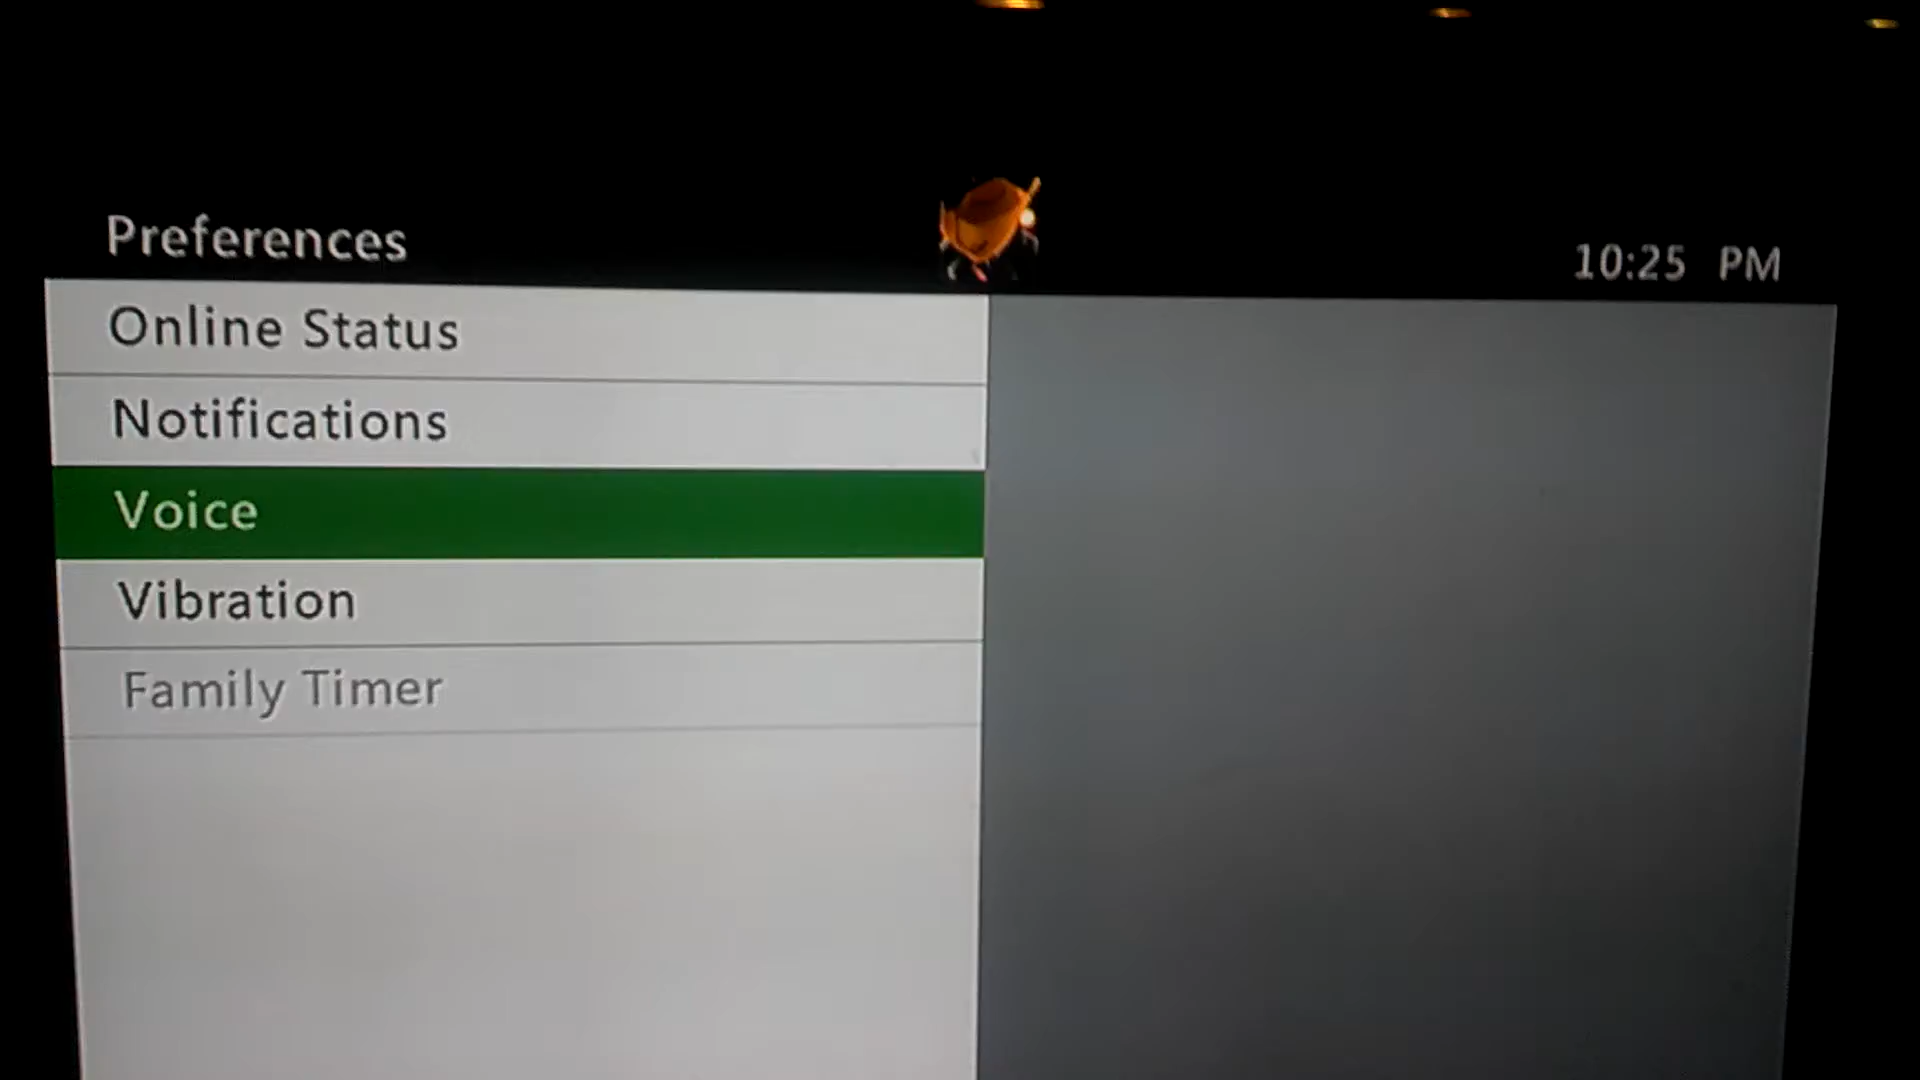 Preferences
10:25 PM
Online Status
Notifications
Voice
Vibration
Family Timer